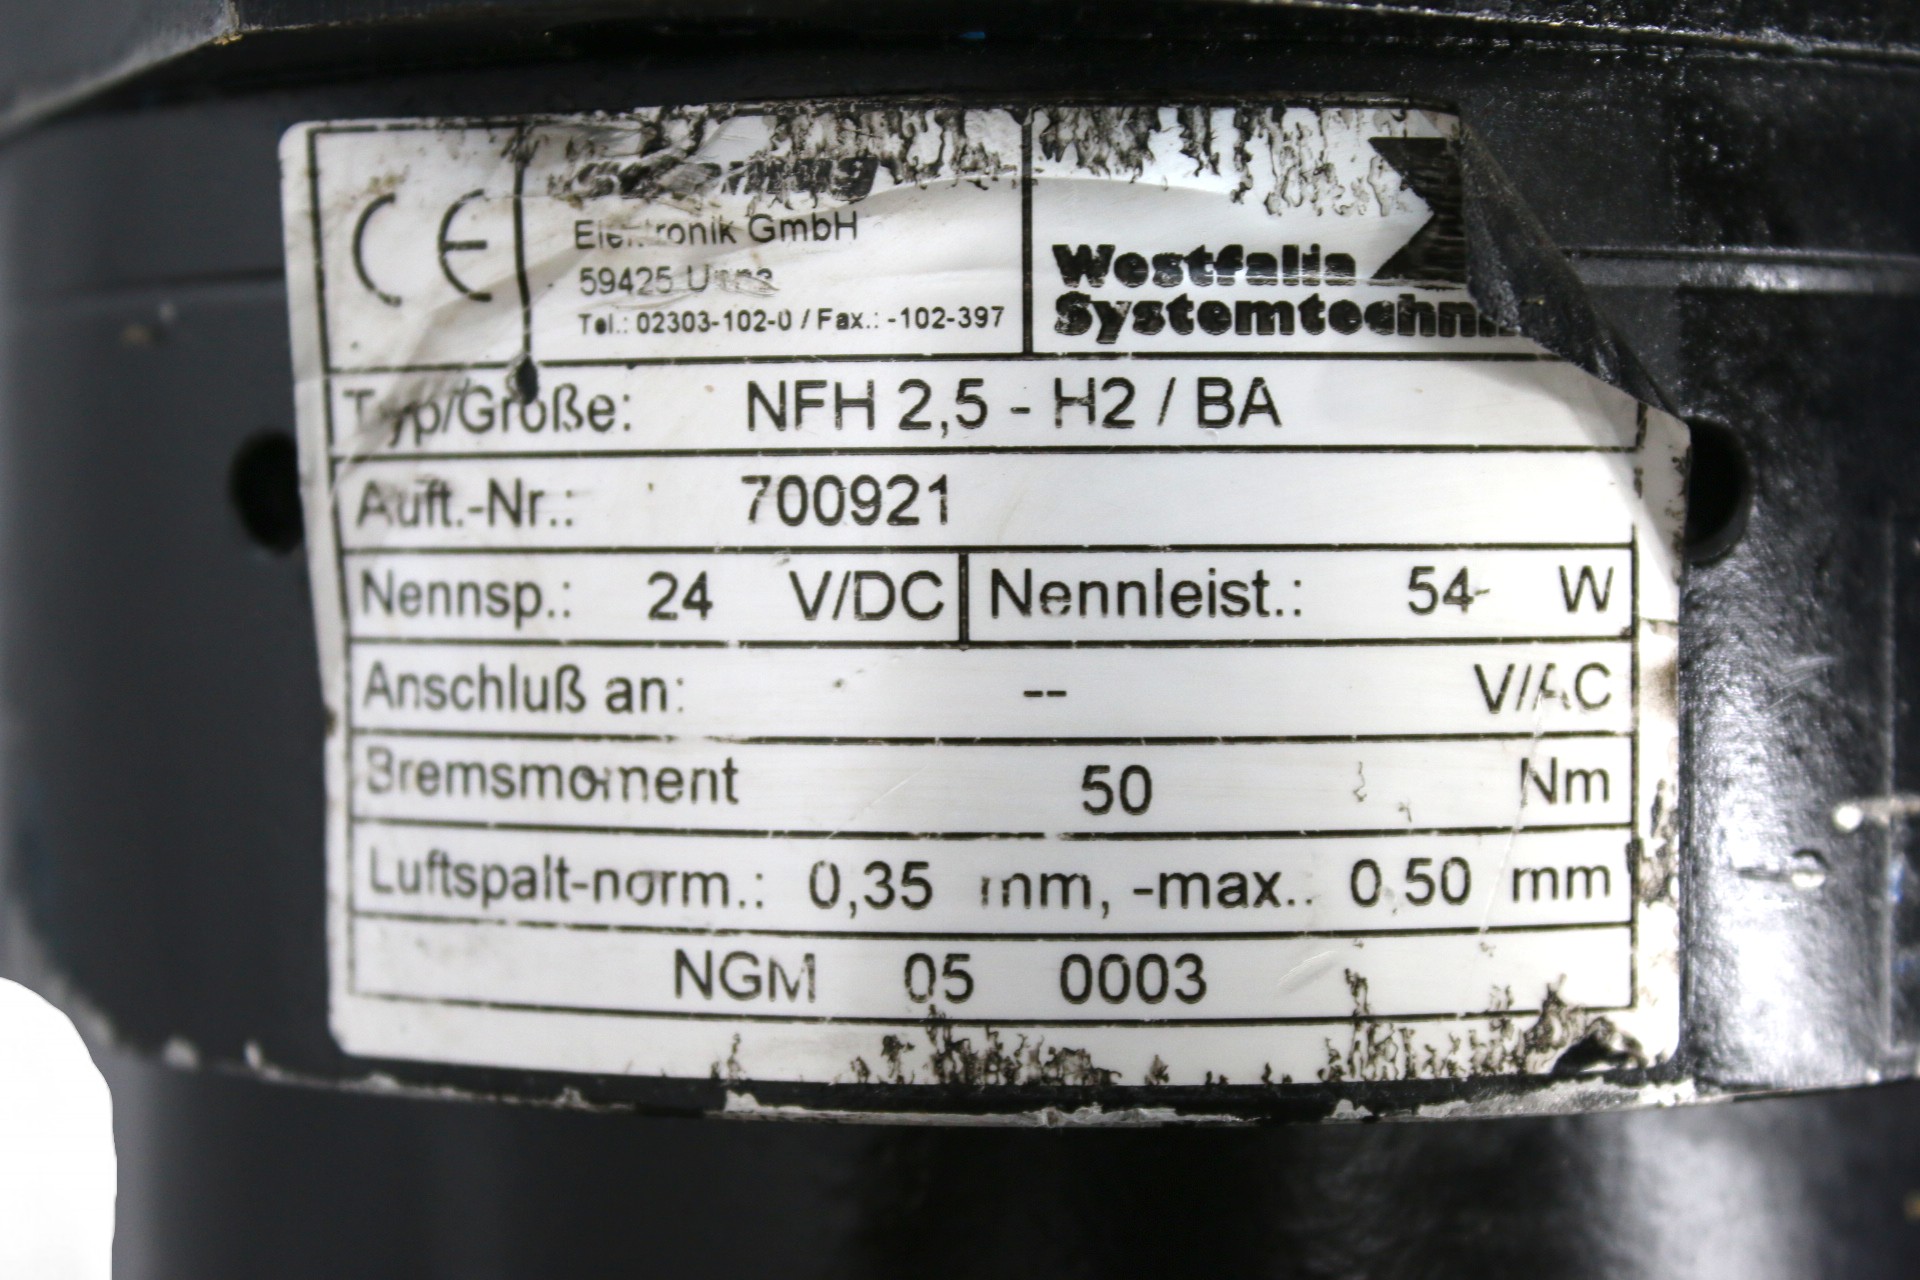 CE
Elektronik GmbH
59425 Unna
Tel.: 02303-102-0 / Fax.: -102-397
Westfalia
Typ/Größe: NFH 2,5 - H2 / BA
Auft.-Nr.: 700921
Nennsp.: 24 V/DC Nennleist.: 54 W
Anschluß an: -- V/AC
Bremsmoment 50 Nm
Luftspalt-norm.: 0,35 mm, -max.: 0,50 mm
NGM 05 0003